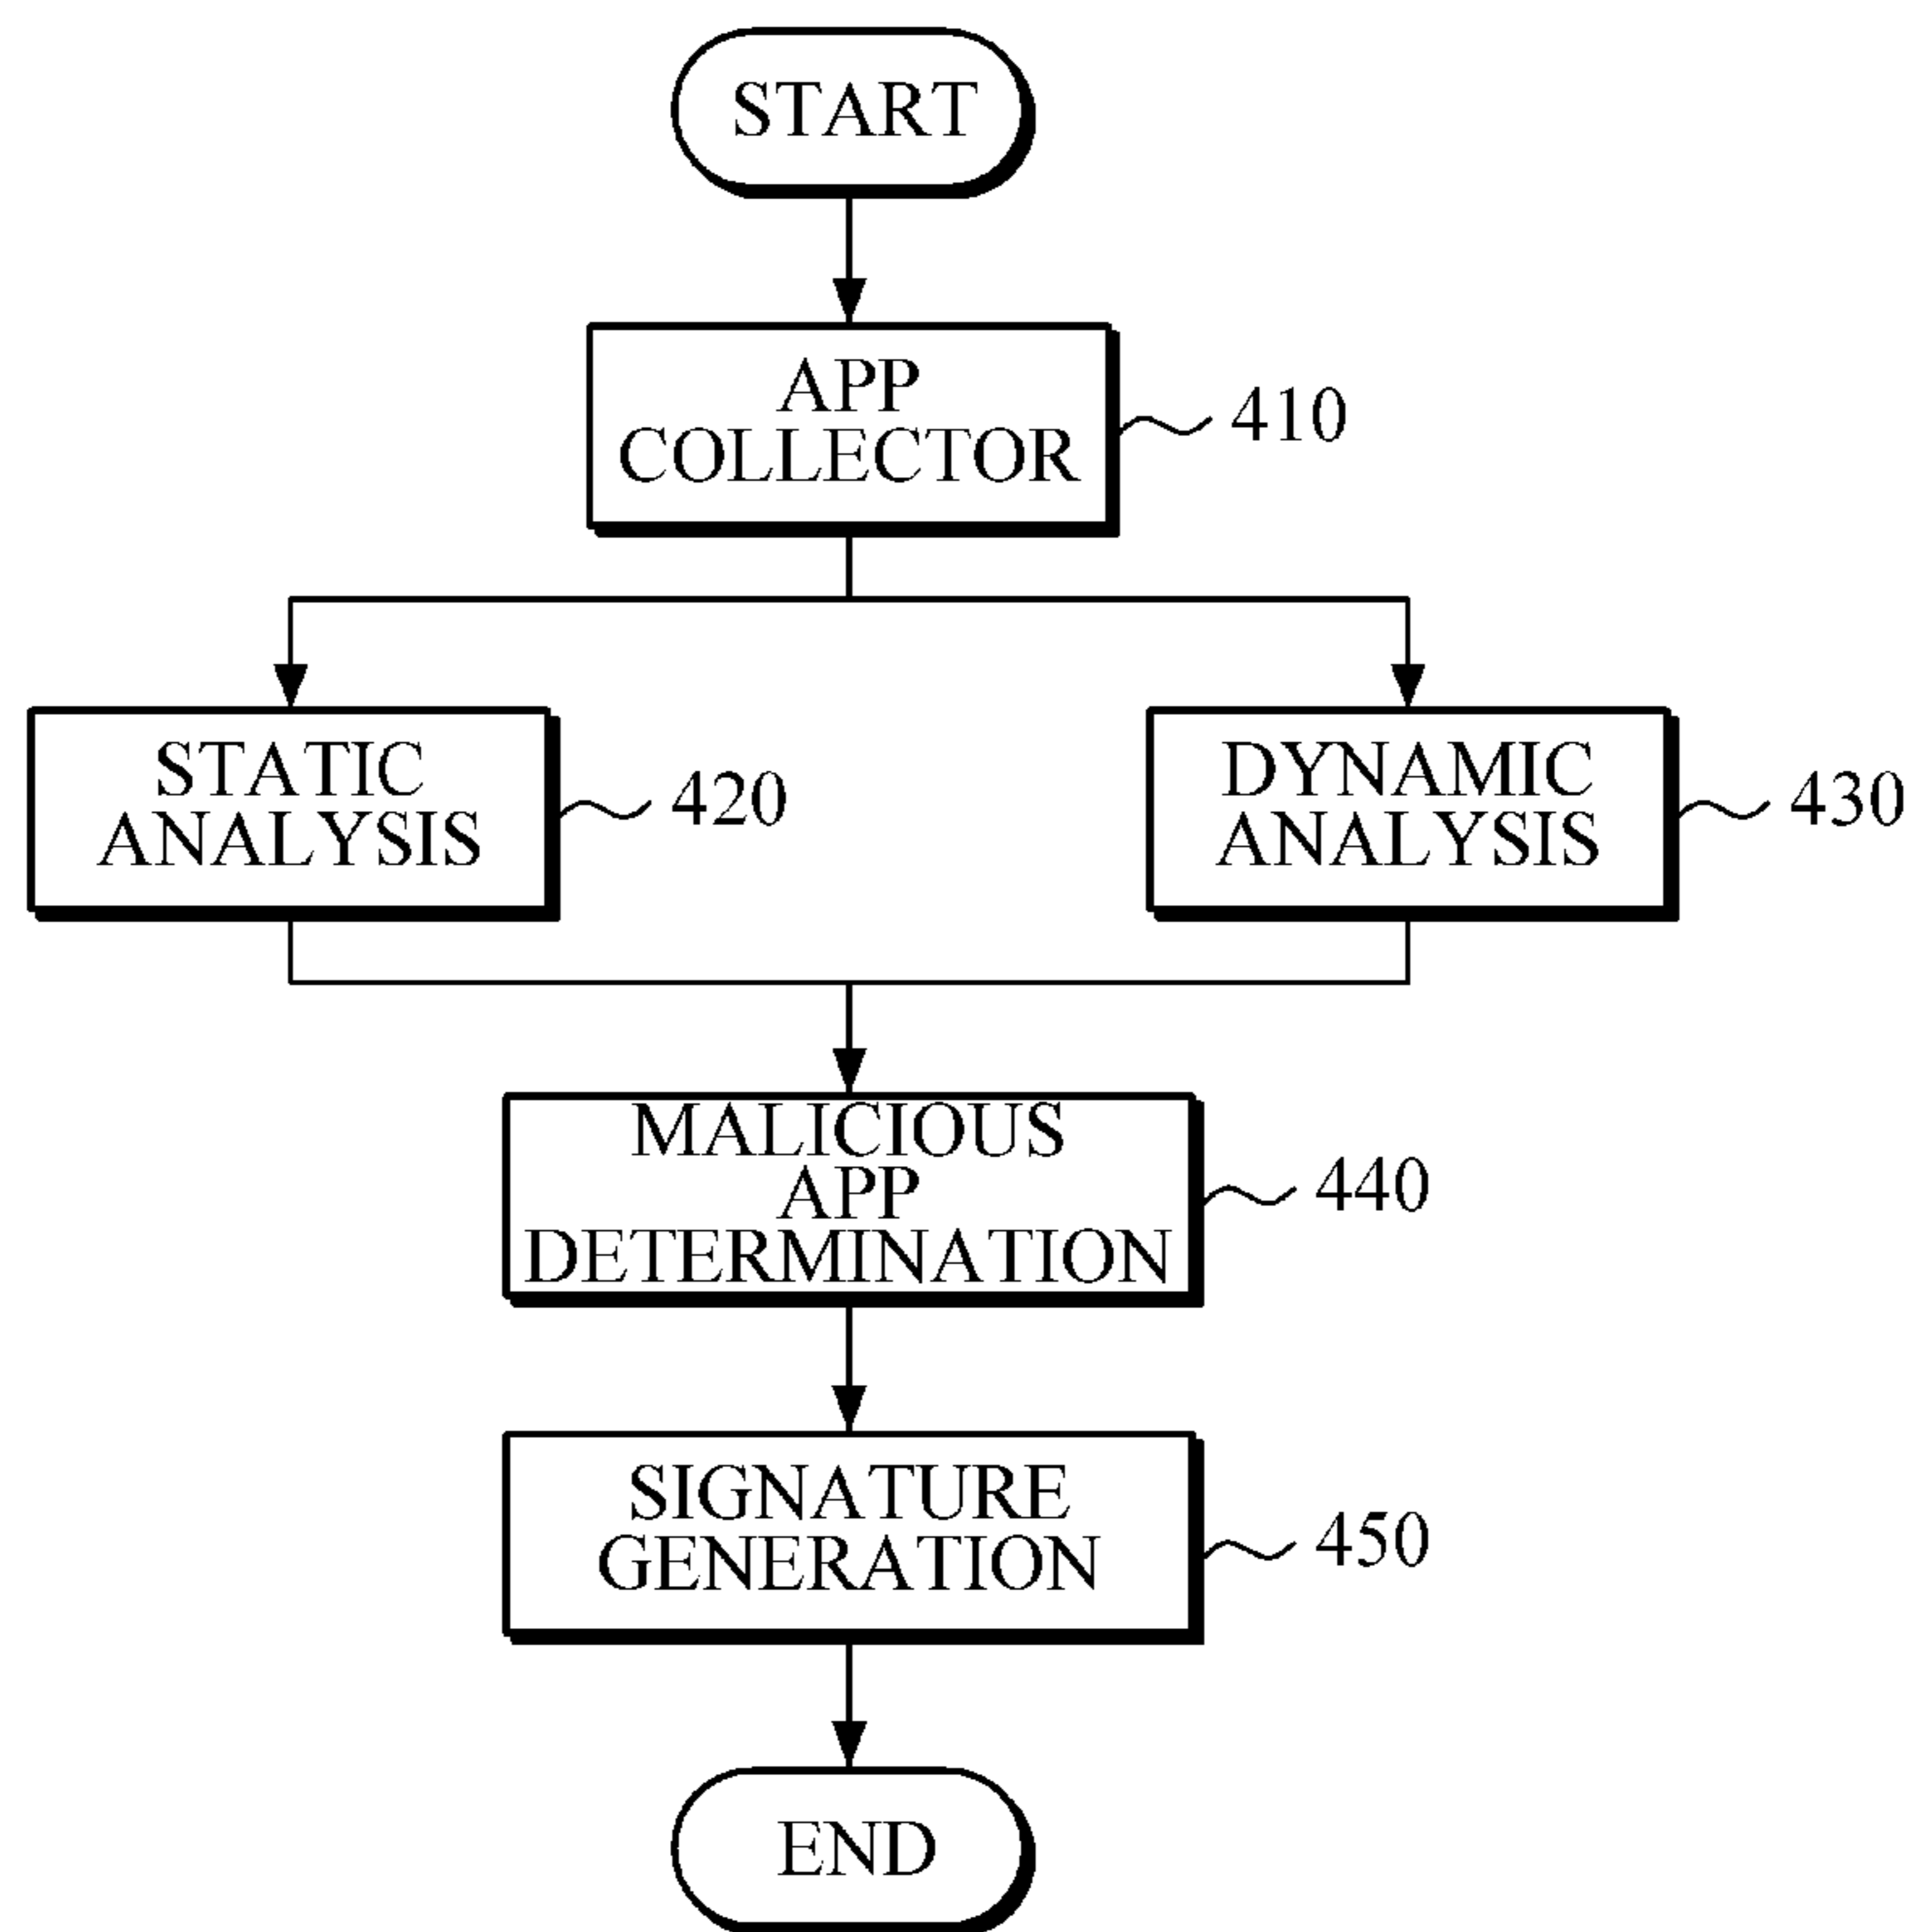 START
APP
COLLECTOR
410
STATIC
ANALYSIS
420
DYNAMIC
ANALYSIS
430
MALICIOUS
APP
DETERMINATION
440
SIGNATURE
GENERATION
450
END